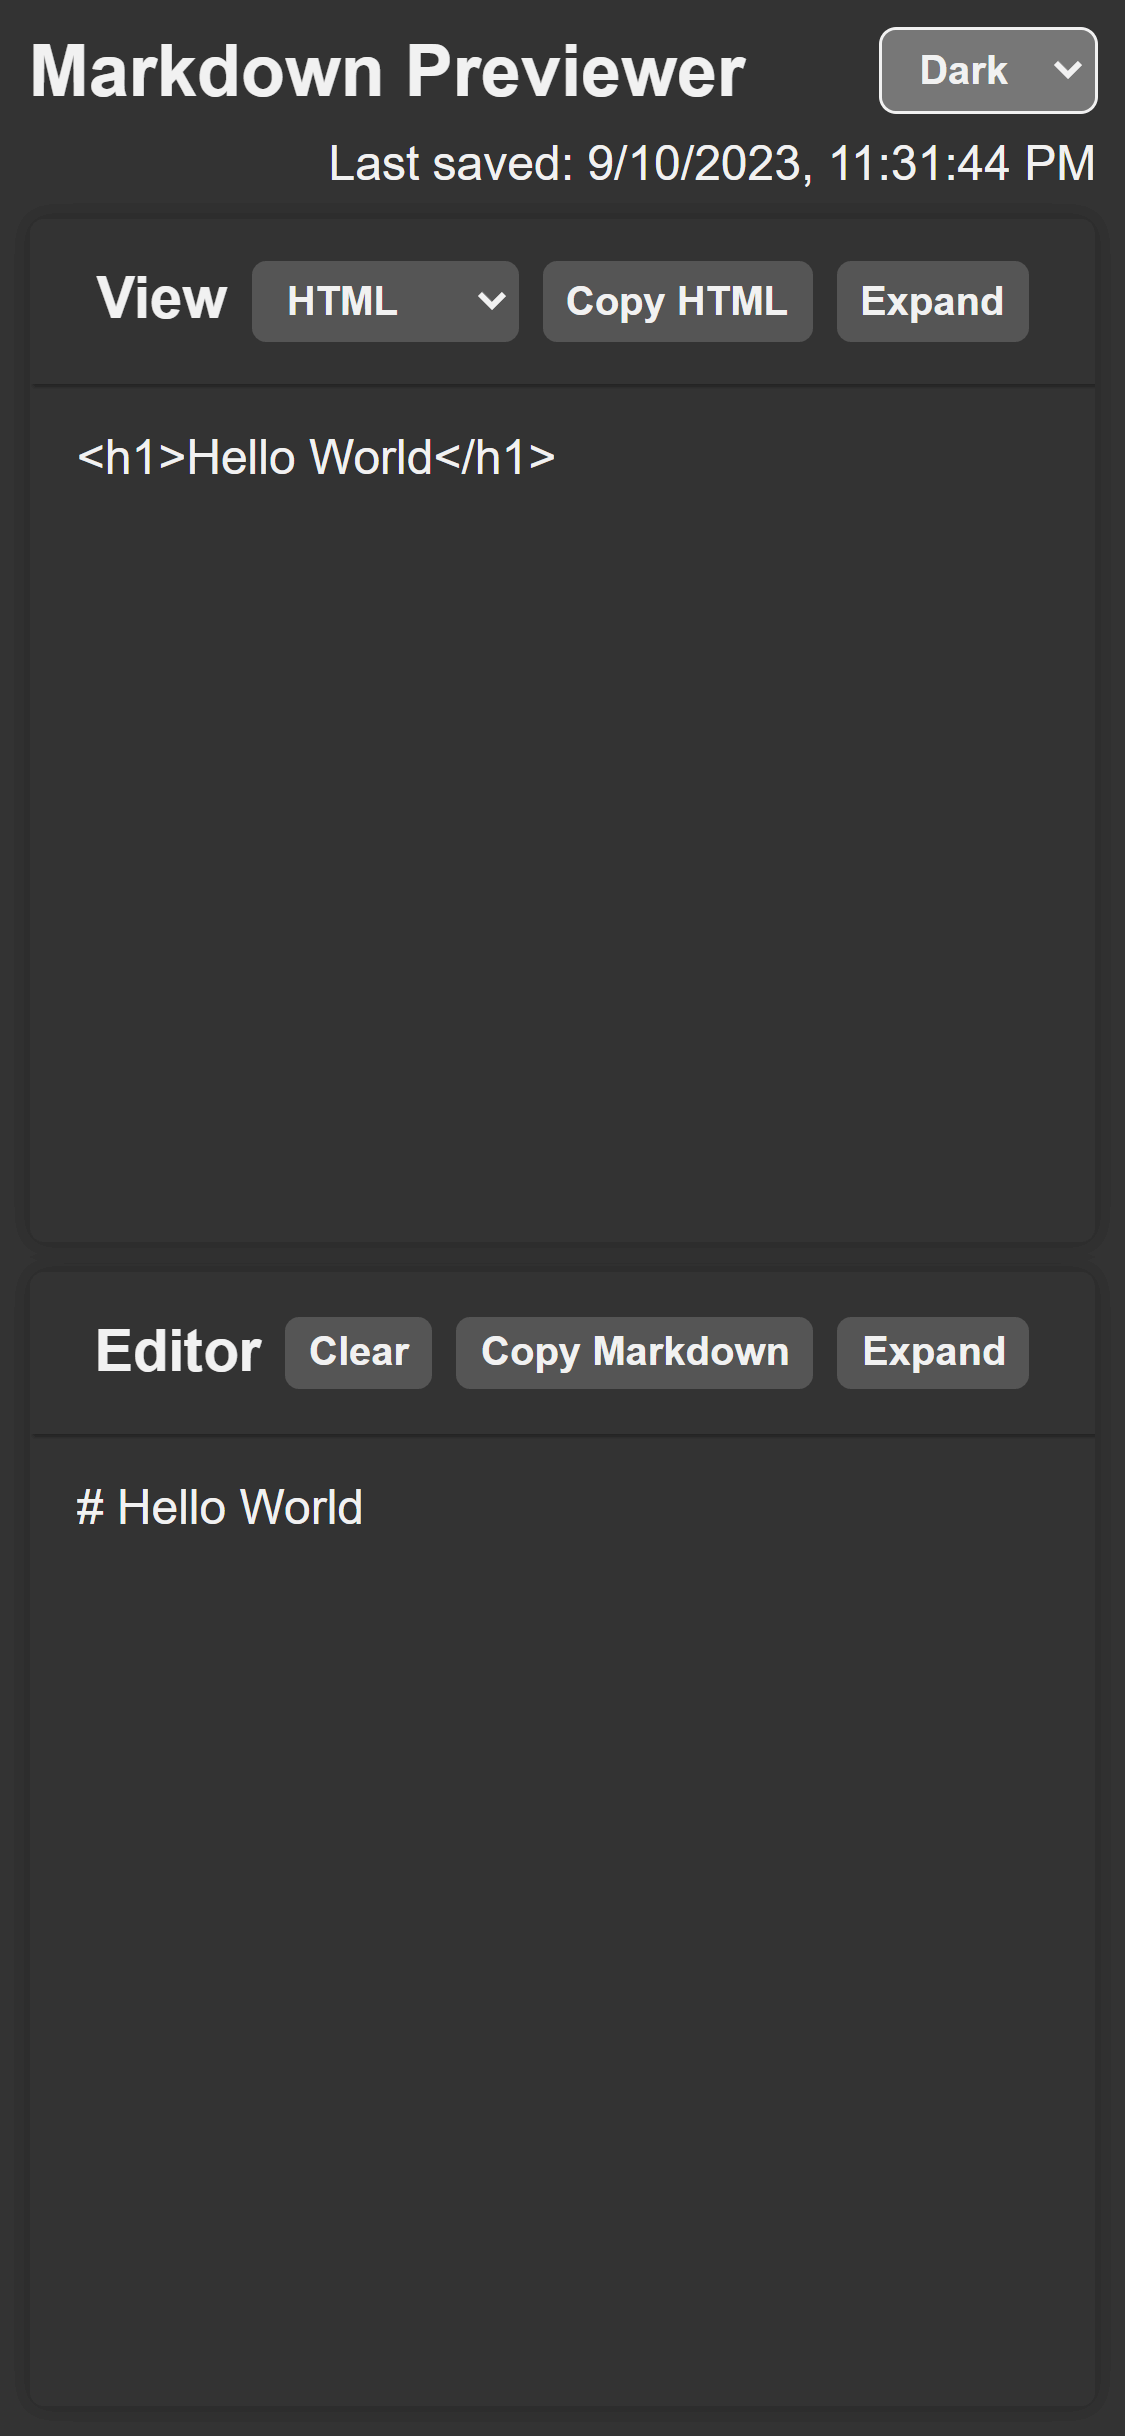 Markdown Previewer Dark
Last saved: 9/10/2023, 11:31:44 PM
View HTML Copy HTML Expand
<h1>Hello World</h1>
Editor Clear Copy Markdown Expand
# Hello World